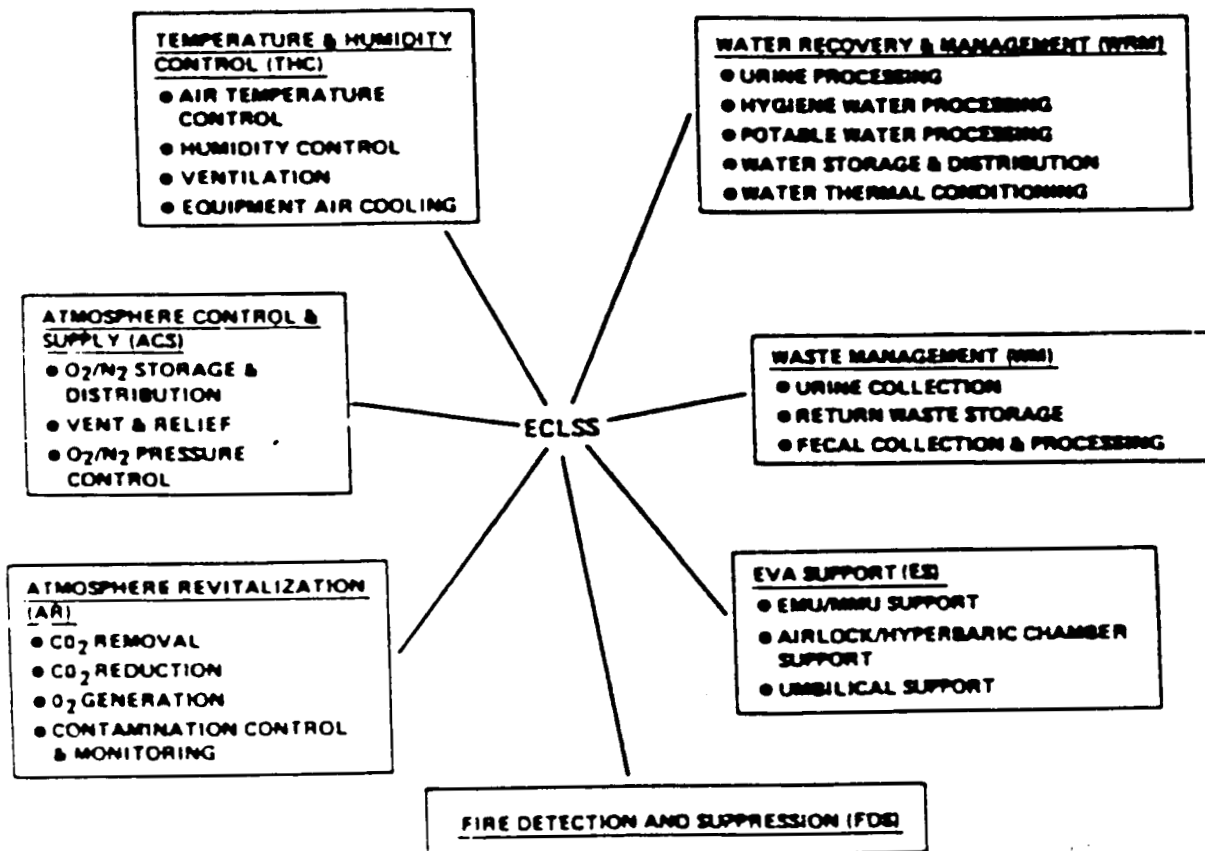 TEMPERATURE & HUMIDITY
CONTROL (THC)
● AIR TEMPERATURE
CONTROL
● HUMIDITY CONTROL
● VENTILATION
● EQUIPMENT AIR COOLING
WATER RECOVERY & MANAGEMENT (WRM)
● URINE PROCESSING
● HYGIENE WATER PROCESSING
● POTABLE WATER PROCESSING
● WATER STORAGE & DISTRIBUTION
● WATER THERMAL CONDITIONING
ATMOSPHERE CONTROL &
SUPPLY (ACS)
● O2/N2 STORAGE &
DISTRIBUTION
● VENT & RELIEF
● O2/N2 PRESSURE
CONTROL
ECLSS
WASTE MANAGEMENT (WM)
● URINE COLLECTION
● RETURN WASTE STORAGE
● FECAL COLLECTION & PROCESSING
ATMOSPHERE REVITALIZATION
(AR)
● CO2 REMOVAL
● CO2 REDUCTION
● O2 GENERATION
● CONTAMINATION CONTROL
& MONITORING
EVA SUPPORT (ES)
● EMU/MMU SUPPORT
● AIRLOCK/HYPERBARIC CHAMBER
SUPPORT
● UMBILICAL SUPPORT
FIRE DETECTION AND SUPPRESSION (FDS)